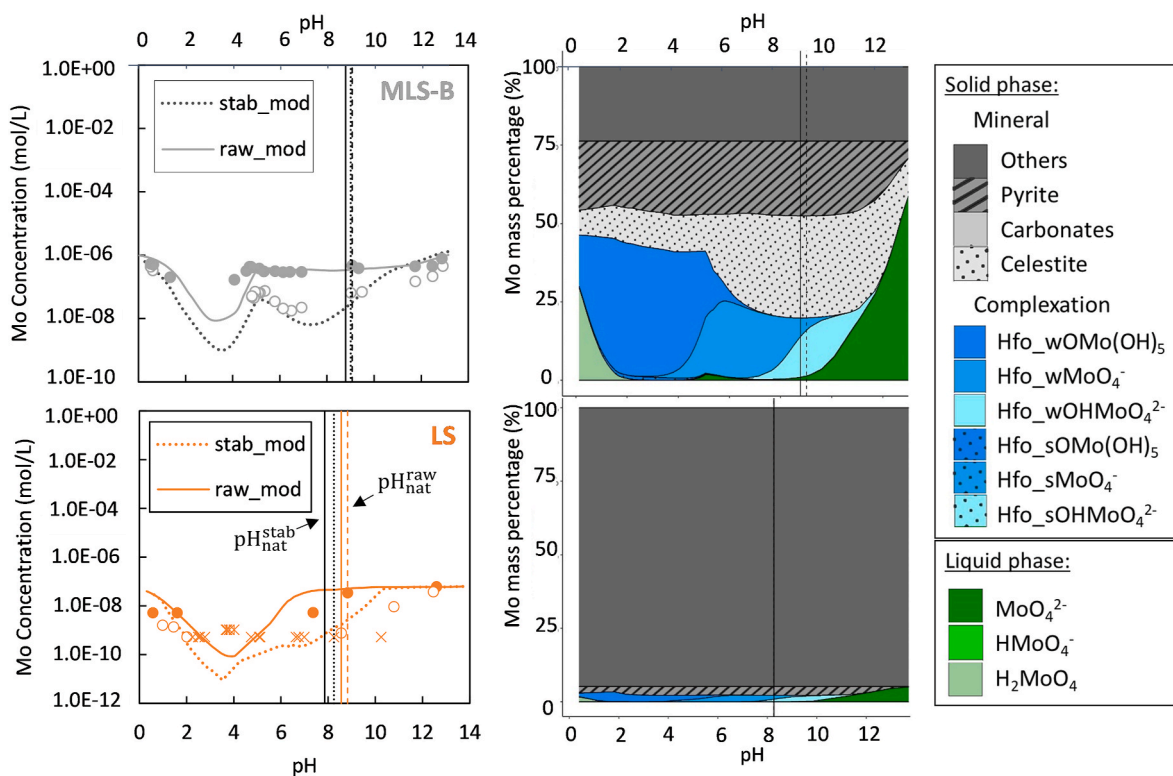 pH
0 2 4 6 8 10 12 14
1.0E+00
1.0E-02
1.0E-04
1.0E-06
1.0E-08
1.0E-10
Mo Concentration (mol/L)
stab_mod
raw_mod
MLS-B
pH
0 2 4 6 8 10 12
100
75
50
25
0
Mo mass percentage (%)
1.0E+00
1.0E-02
1.0E-04
1.0E-06
1.0E-08
1.0E-10
1.0E-12
Mo Concentration (mol/L)
stab_mod
raw_mod
LS
pH_nat^raw
pH_nat^stab
0 2 4 6 8 10 12 14
pH
100
75
50
25
0
Mo mass percentage (%)
0 2 4 6 8 10 12
pH
Solid phase:
Mineral
Others
Pyrite
Carbonates
Celestite
Complexation
Hfo_wOMo(OH)₅
Hfo_wMoO₄⁻
Hfo_wOHMoO₄²⁻
Hfo_sOMo(OH)₅
Hfo_sMoO₄⁻
Hfo_sOHMoO₄²⁻
Liquid phase:
MoO₄²⁻
HMoO₄⁻
H₂MoO₄